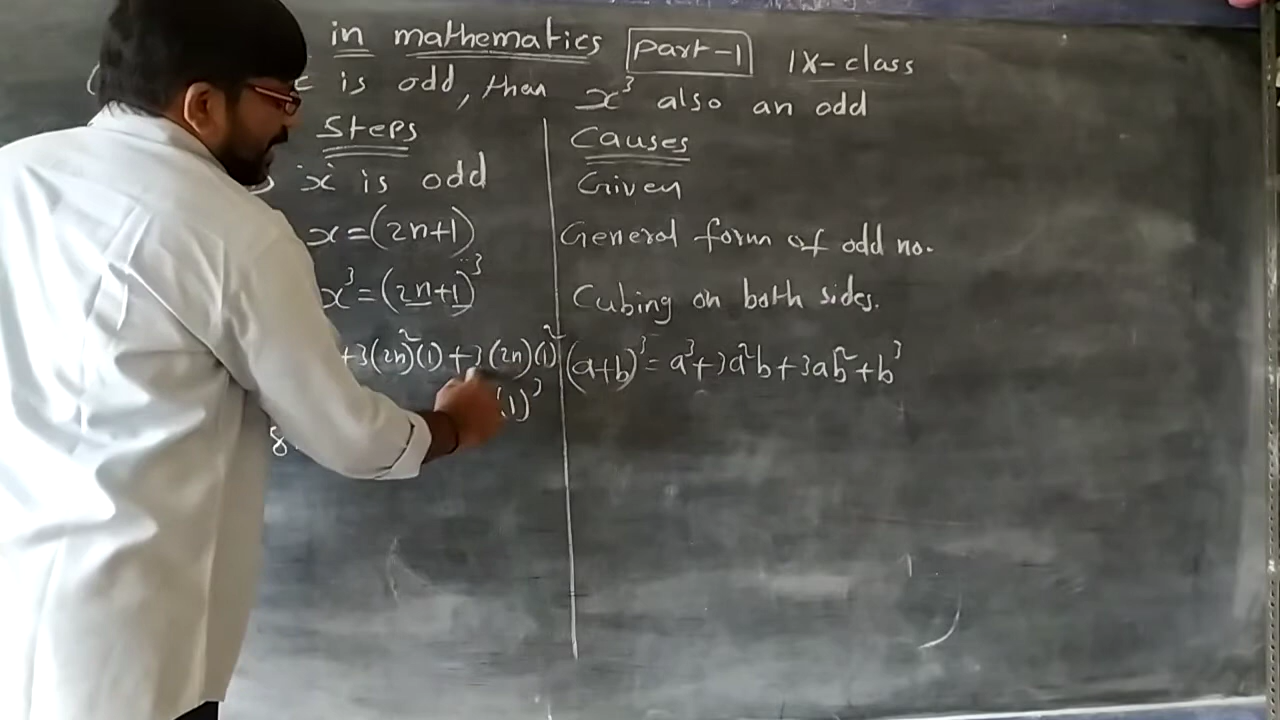 in mathematics Part-1 IX-class
is odd, than x³ also an odd
Steps Causes
x is odd Given
x=(2n+1) General form of odd no.
x³=(2n+1)³ Cubing on both sides.
+3(2n)²(1)+3(2n)(1)² (a+b)³= a³+3a²b+3ab²+b³
(1)³
8